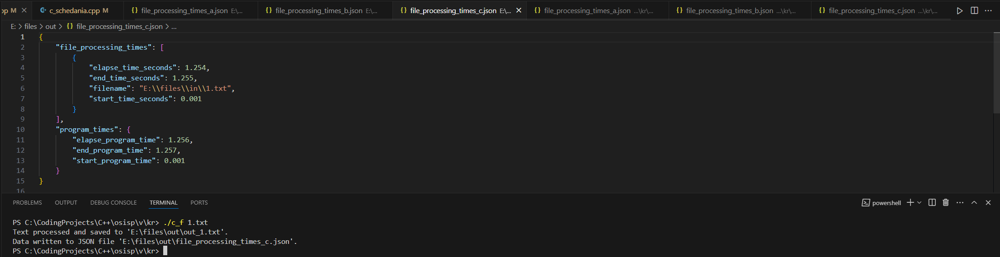 pp M c_schedania.cpp M {} file_processing_times_a.json E:\... {} file_processing_times_b.json E:\... {} file_processing_times_c.json E:\... {} file_processing_times_a.json ...\kr\... {} file_processing_times_b.json ...\kr\... {} file_processing_times_c.json ...\kr\...
E: > files > out > {} file_processing_times_c.json > ...
1 {
2 "file_processing_times": [
3 {
4 "elapse_time_seconds": 1.254,
5 "end_time_seconds": 1.255,
6 "filename": "E:\\files\\in\\1.txt",
7 "start_time_seconds": 0.001
8 }
9 ],
10 "program_times": {
11 "elapse_program_time": 1.256,
12 "end_program_time": 1.257,
13 "start_program_time": 0.001
14 }
15 }
16
PROBLEMS OUTPUT DEBUG CONSOLE TERMINAL PORTS powershell
PS C:\CodingProjects\C++\osisp\v\kr> ./c_f 1.txt
Text processed and saved to 'E:\files\out\out_1.txt'.
Data written to JSON file 'E:\files\out\file_processing_times_c.json'.
PS C:\CodingProjects\C++\osisp\v\kr>